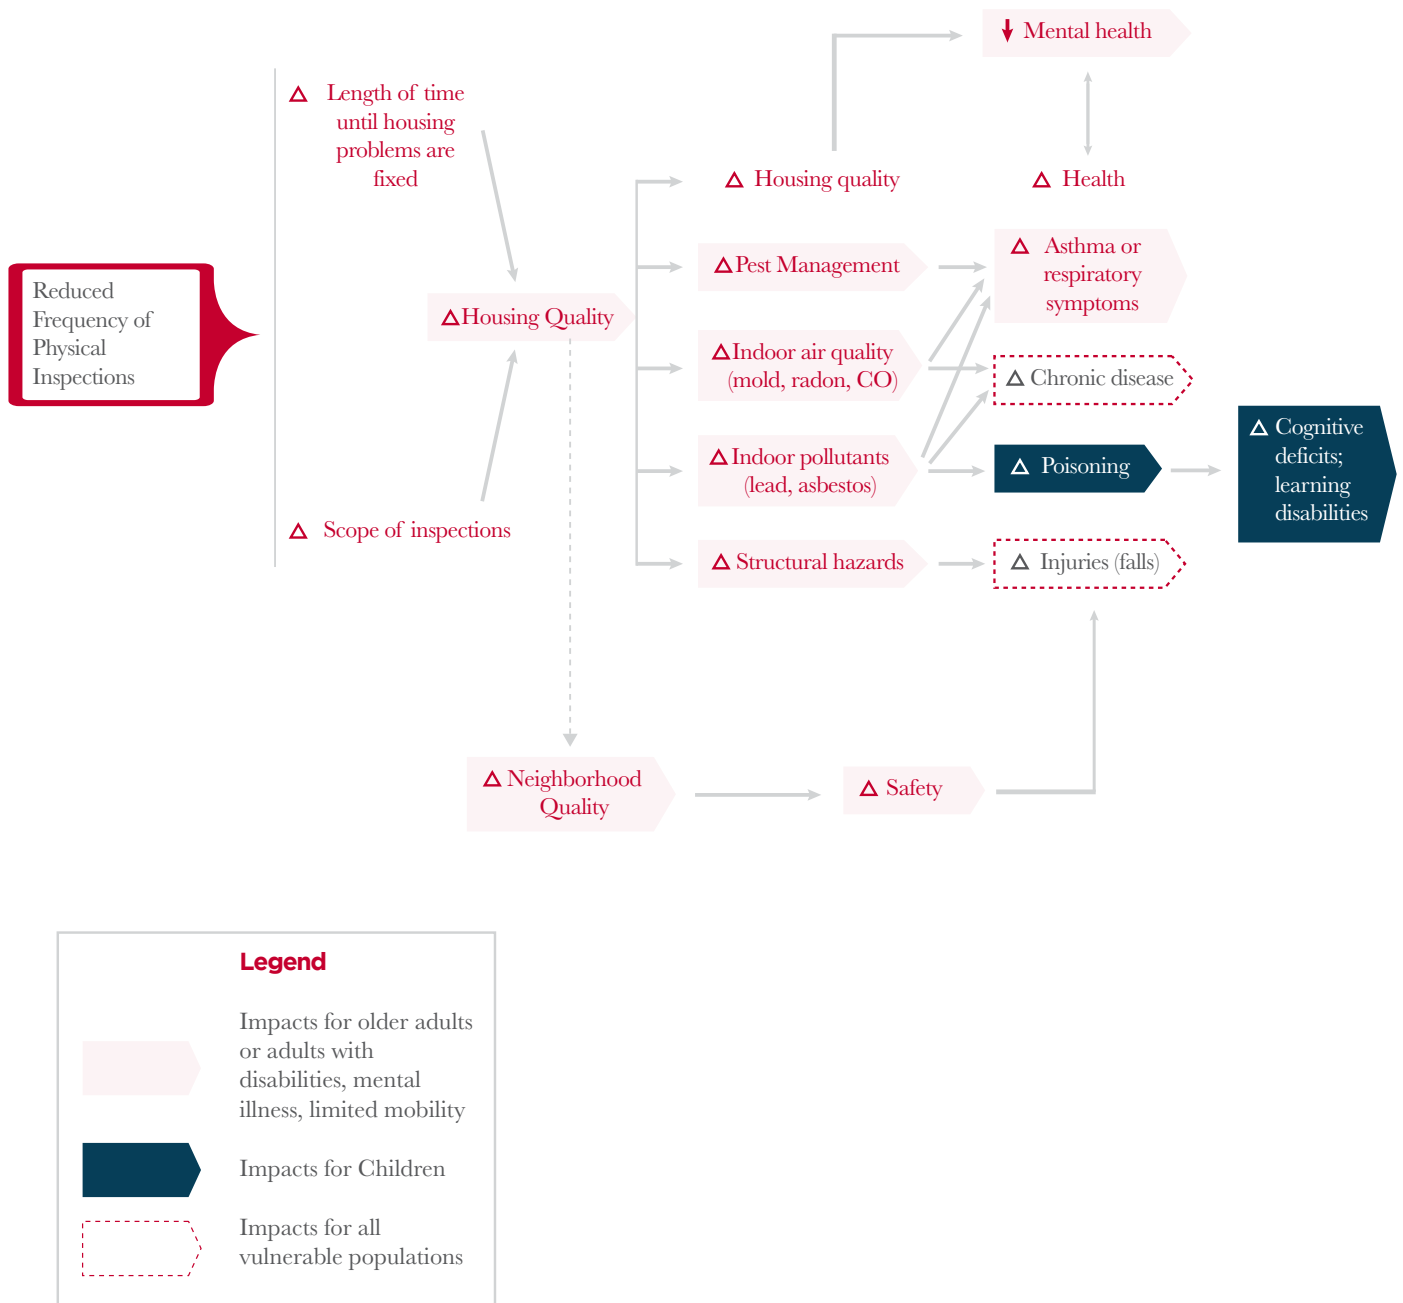 Mental health
Length of time
until housing
problems are
fixed
Housing quality
Health
Reduced
Frequency of
Physical
Inspections
Pest Management
Asthma or
respiratory
symptoms
Housing Quality
Indoor air quality
(mold, radon, CO)
Chronic disease
Indoor pollutants
(lead, asbestos)
Poisoning
Cognitive
deficits;
learning
disabilities
Scope of inspections
Structural hazards
Injuries (falls)
Neighborhood
Quality
Safety
Legend
Impacts for older adults
or adults with
disabilities, mental
illness, limited mobility
Impacts for Children
Impacts for all
vulnerable populations